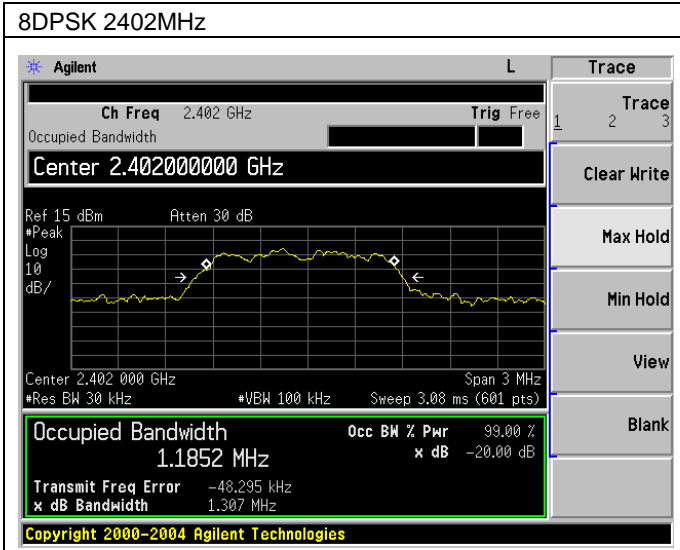 8DPSK 2402MHz
Agilent L Trace
Ch Freq 2.402 GHz Trig Free
Occupied Bandwidth
Center 2.402000000 GHz
Trace
1 2 3
Clear Write
Max Hold
Min Hold
View
Blank
Ref 15 dBm Atten 30 dB
#Peak
Log
10
dB/
Center 2.402 000 GHz Span 3 MHz
#Res BW 30 kHz #VBW 100 kHz Sweep 3.08 ms (601 pts)
Occupied Bandwidth Occ BW % Pwr 99.00 %
1.1852 MHz x dB -20.00 dB
Transmit Freq Error -48.295 kHz
x dB Bandwidth 1.307 MHz
Copyright 2000-2004 Agilent Technologies